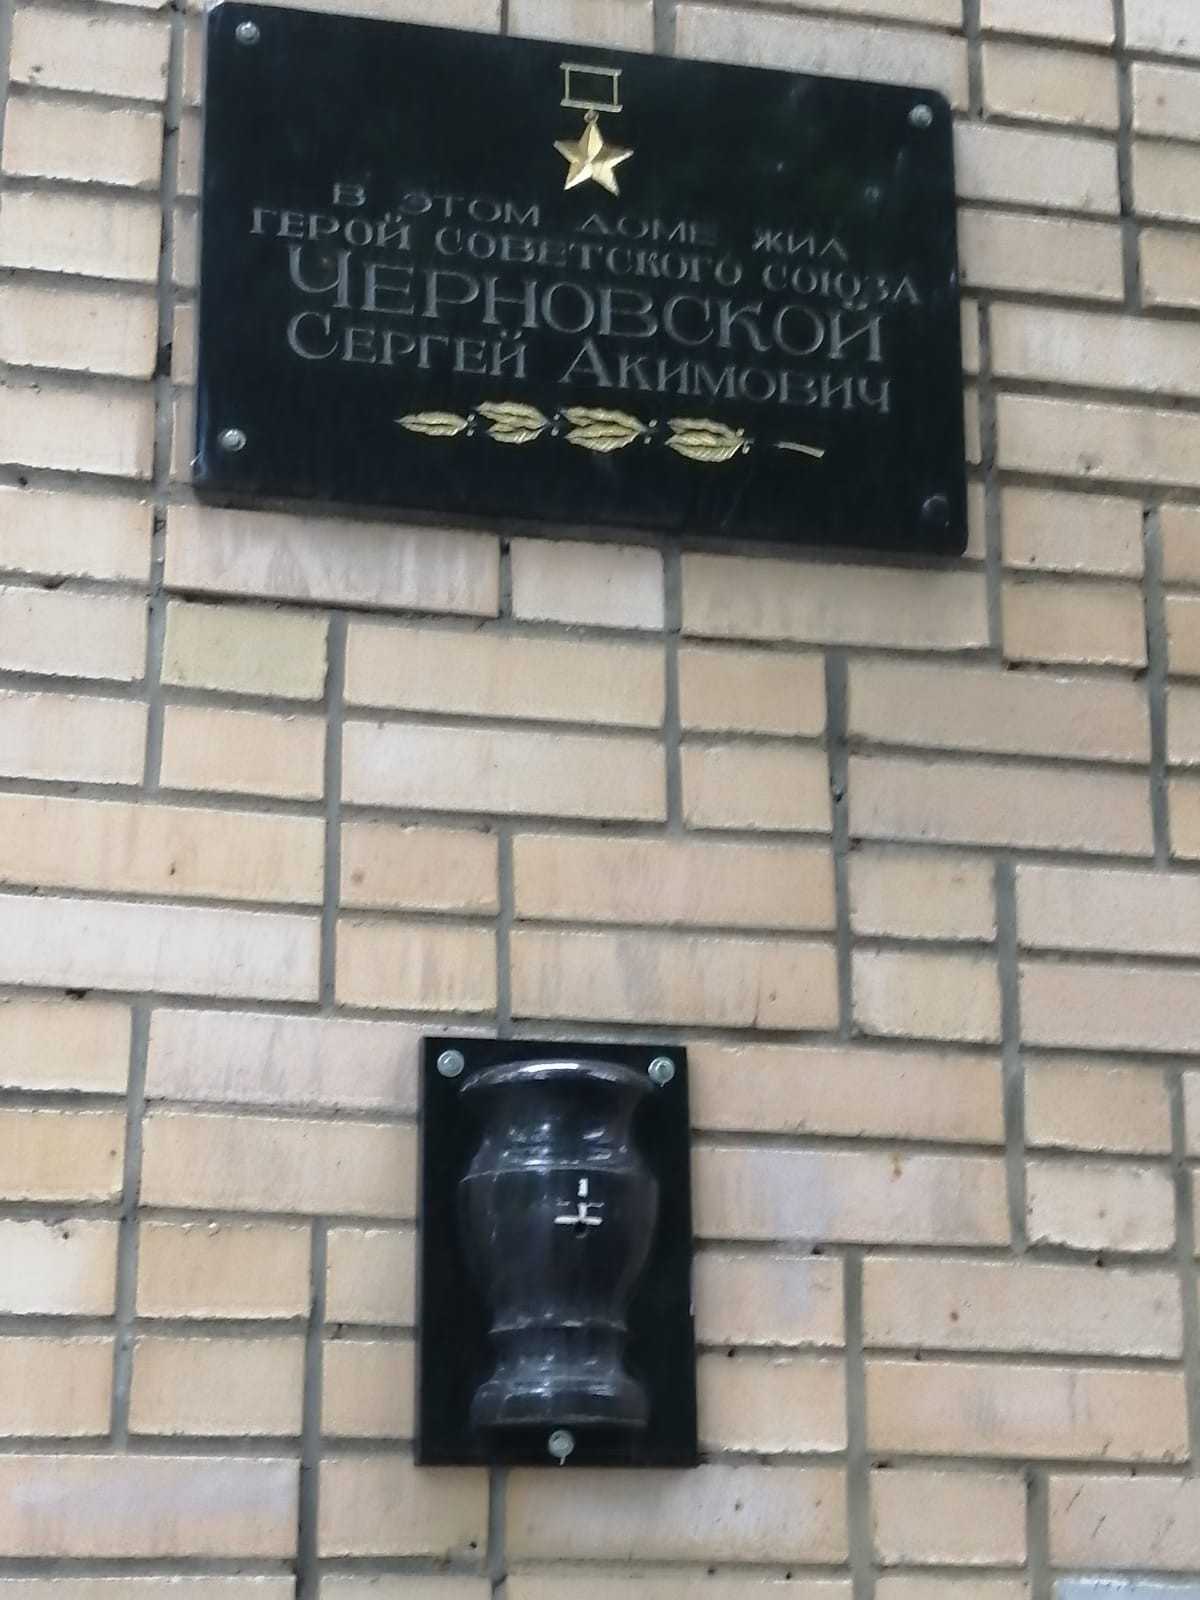 В ЭТОМ ДОМЕ ЖИЛ
ГЕРОЙ СОВЕТСКОГО СОЮЗА
ЧЕРНОВСКОЙ
СЕРГЕЙ АКИМОВИЧ